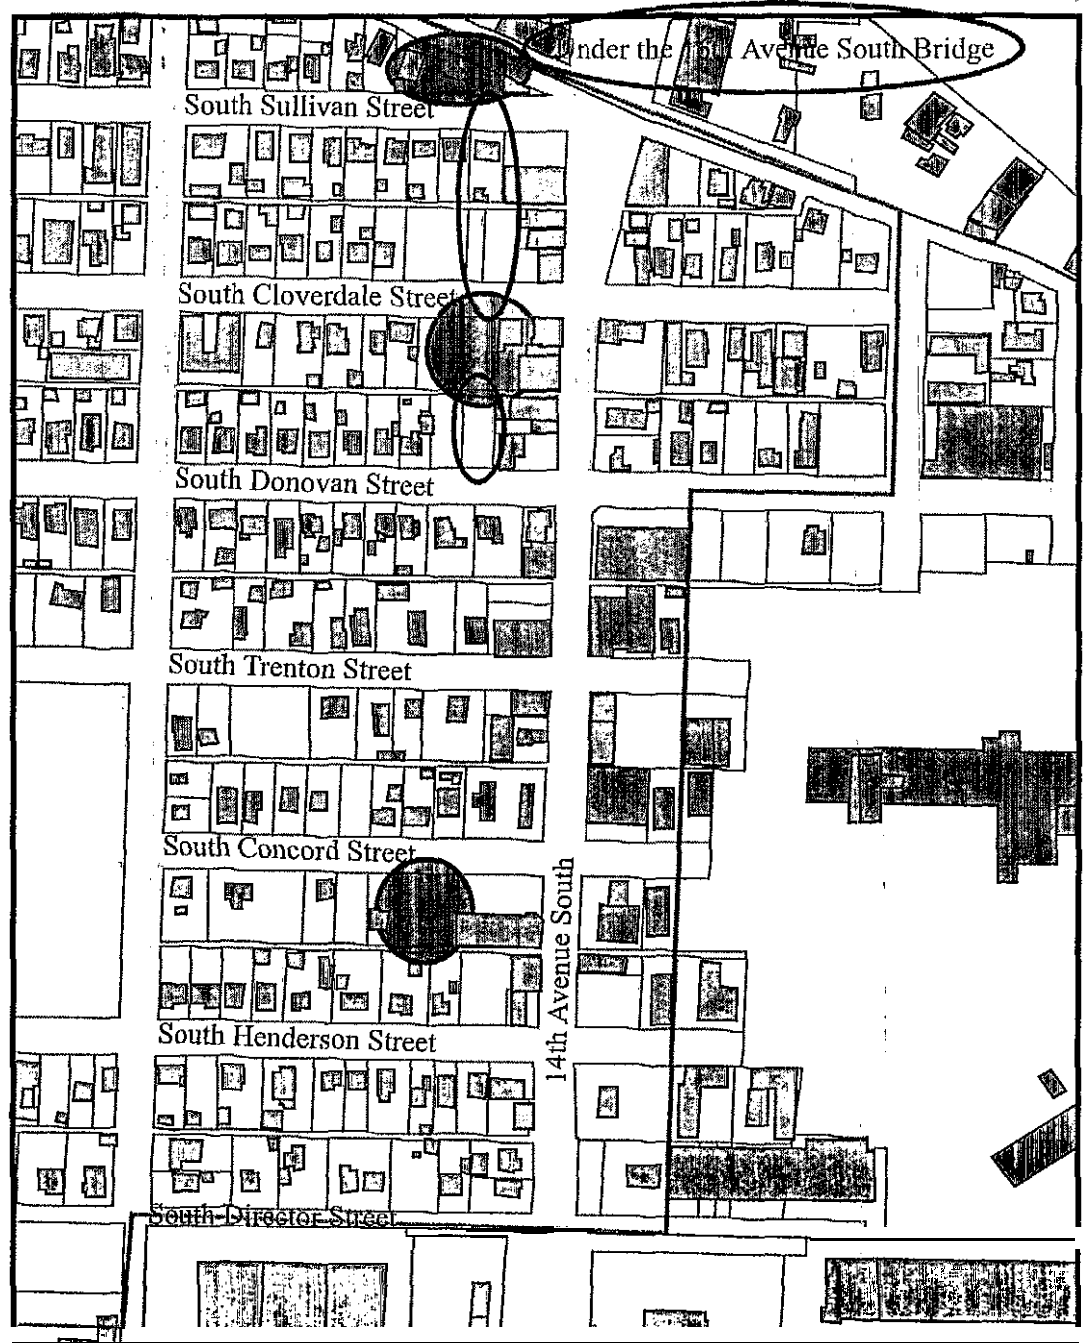 nder the Avenue South Bridge
South Sullivan Street
South Cloverdale Street
South Donovan Street
South Trenton Street
South Concord Street
14th Avenue South
South Henderson Street
South Director Street